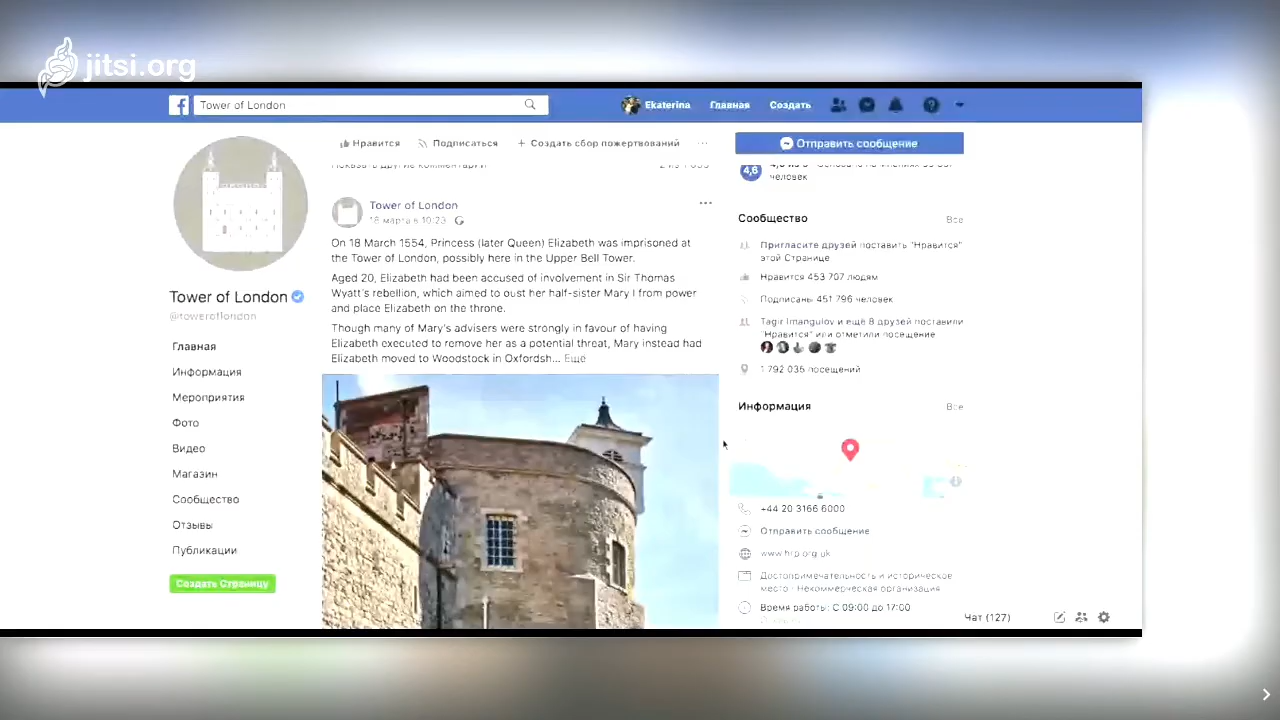 jitsi.org
Tower of London
Ekaterina
Главная
Создать
Нравится
Подписаться
+ Создать сбор пожертвований
...
Отправить сообщение
4,6
человек
Tower of London
18 марта в 10:23
...
On 18 March 1554, Princess (later Queen) Elizabeth was imprisoned at
the Tower of London, possibly here in the Upper Bell Tower.
Aged 20, Elizabeth had been accused of involvement in Sir Thomas
Wyatt's rebellion, which aimed to oust her half-sister Mary I from power
and place Elizabeth on the throne.
Though many of Mary's advisers were strongly in favour of having
Elizabeth executed to remove her as a potential threat, Mary instead had
Elizabeth moved to Woodstock in Oxfordsh... Ещё
Tower of London
@toweroflondon
Главная
Информация
Мероприятия
Фото
Видео
Магазин
Сообщество
Отзывы
Публикации
Создать Страницу
Сообщество
Все
Пригласите друзей поставить "Нравится"
этой Странице
Нравится 453 707 людям
Подписаны 451 796 человек
Tagir Imangulov и ещё 8 друзей поставили
"Нравится" или отметили посещение
1 792 035 посещений
Информация
Все
+44 20 3166 6000
Отправить сообщение
www.hrp.org.uk
Достопримечательность и историческое
место · Некоммерческая организация
Время работы: С 09:00 до 17:00
Чат (127)